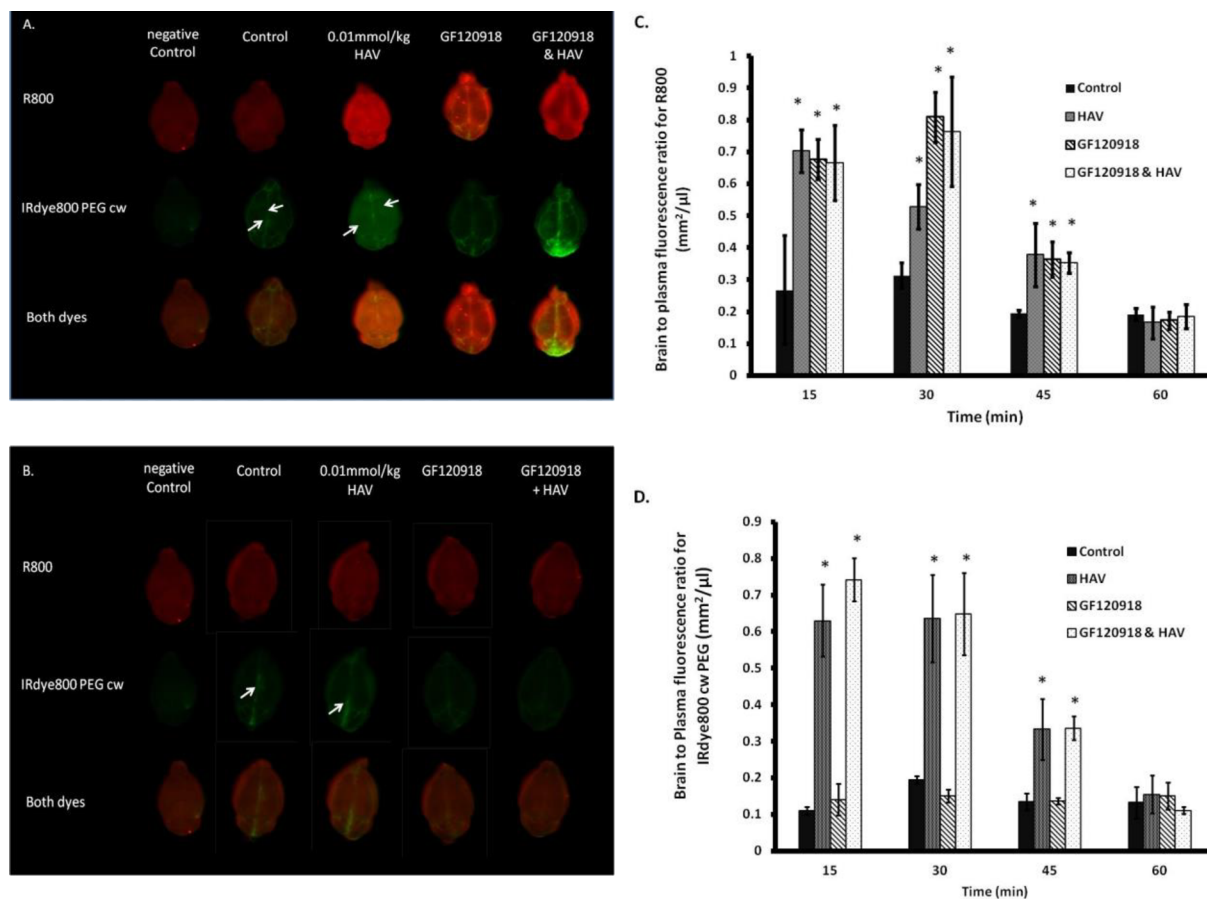 A.
negative
Control
Control
0.01mmol/kg
HAV
GF120918
GF120918
& HAV
R800
IRdye800 PEG cw
Both dyes
B.
negative
Control
Control
0.01mmol/kg
HAV
GF120918
GF120918
+ HAV
R800
IRdye800 PEG cw
Both dyes
C.
Brain to plasma fluorescence ratio for R800
(mm²/µl)
1
0.9
0.8
0.7
0.6
0.5
0.4
0.3
0.2
0.1
0
* * *
* * *
* * *
Control
HAV
GF120918
GF120918 & HAV
15 30 45 60
Time (min)
D.
Brain to Plasma fluorescence ratio for
IRdye800 cw PEG (mm²/µl)
0.9
0.8
0.7
0.6
0.5
0.4
0.3
0.2
0.1
0
* *
* *
* *
Control
HAV
GF120918
GF120918 & HAV
15 30 45 60
Time (min)